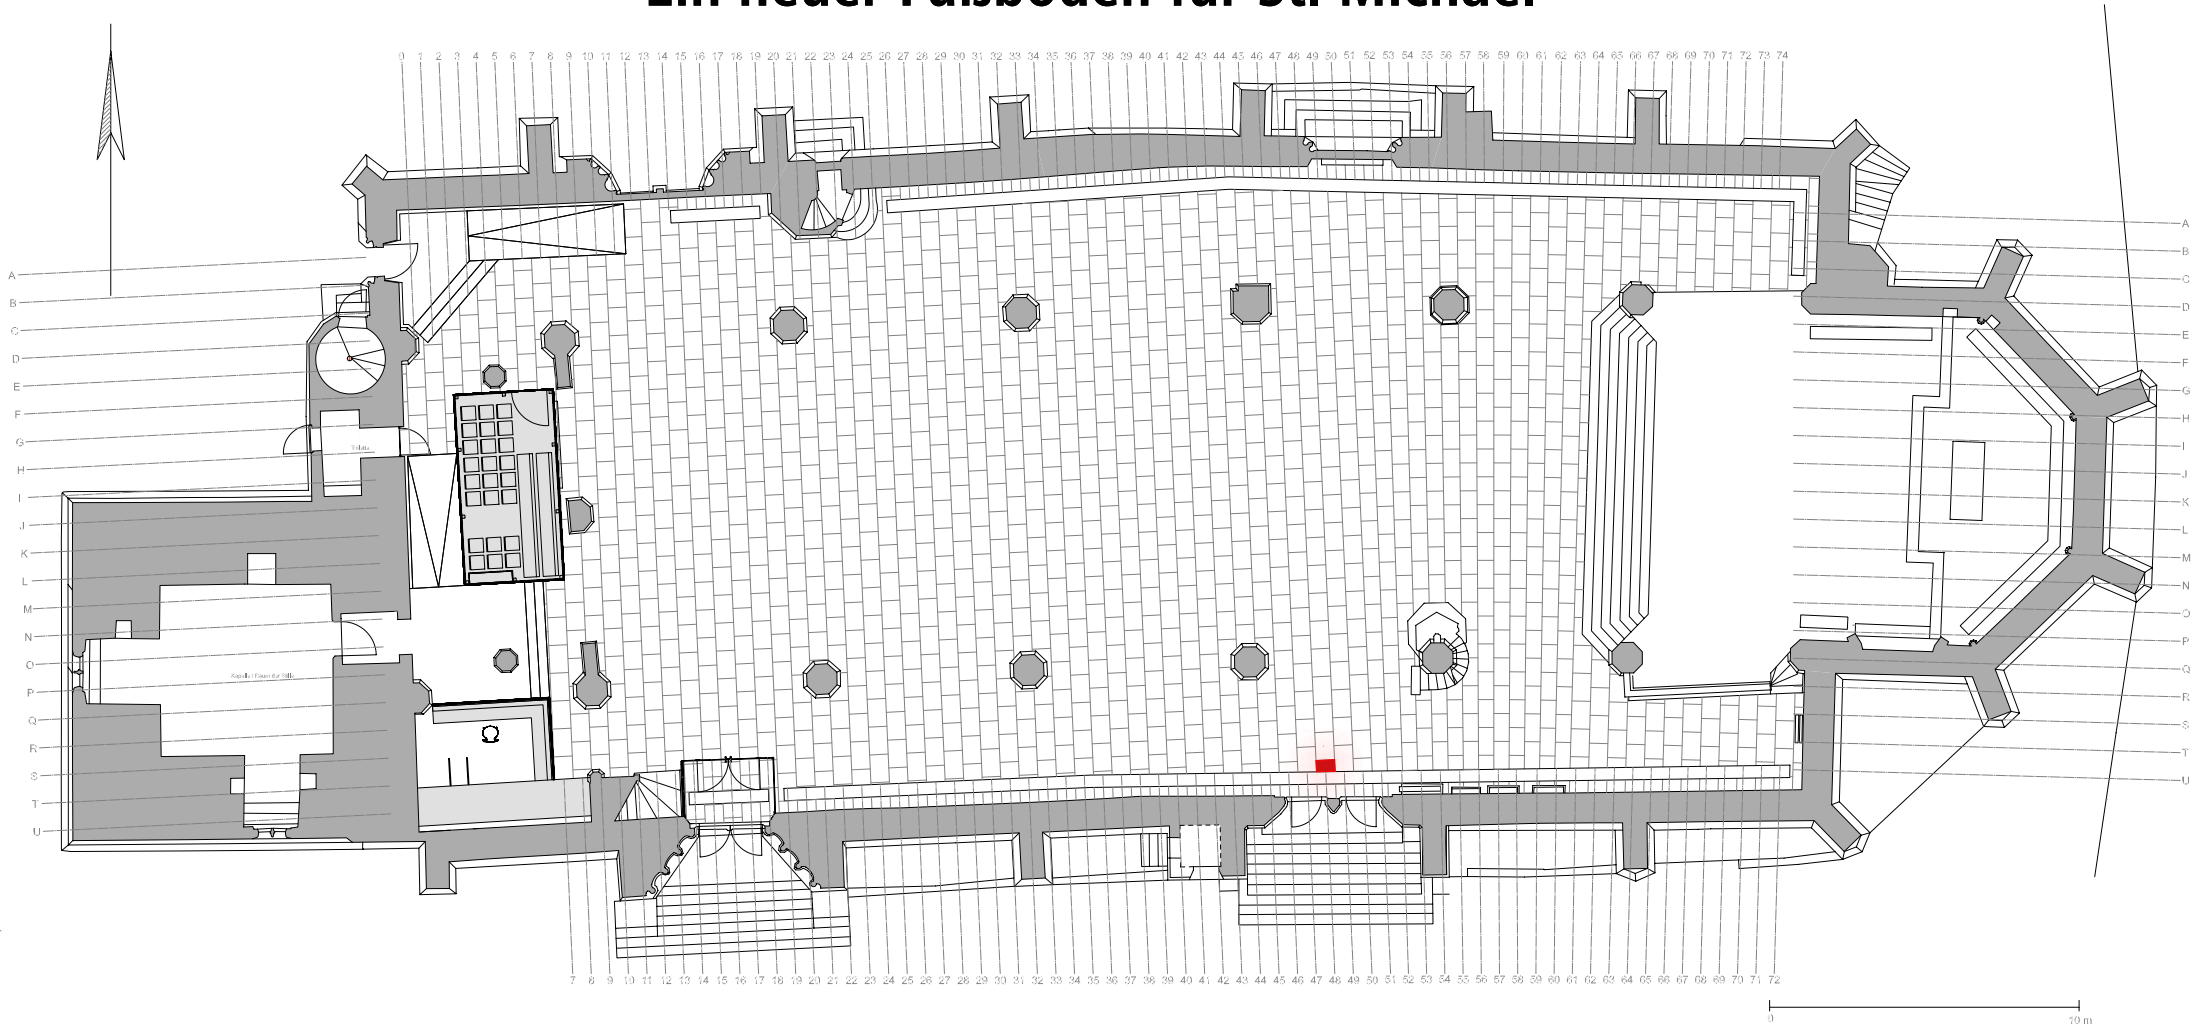 Ein neuer Fußboden für St. Michael
0 1 2 3 4 5 6 7 8 9 10 11 12 13 14 15 16 17 18 19 20 21 22 23 24 25 26 27 28 29 30 31 32 33 34 35 36 37 38 39 40 41 42 43 44 45 46 47 48 49 50 51 52 53 54 55 56 57 58 59 60 61 62 63 64 65 66 67 68 69 70 71 72 73 74
A
B
C
D
E
F
G
H
I
J
K
L
M
N
O
P
Q
R
S
T
U
Kapelle / Raum der Stille
A
B
C
D
E
F
G
H
I
J
K
L
M
N
O
P
Q
R
S
T
U
7 8 9 10 11 12 13 14 15 16 17 18 19 20 21 22 23 24 25 26 27 28 29 30 31 32 33 34 35 36 37 38 39 40 41 42 43 44 45 46 47 48 49 50 51 52 53 54 55 56 57 58 59 60 61 62 63 64 65 66 67 68 69 70 71 72
0 10 m